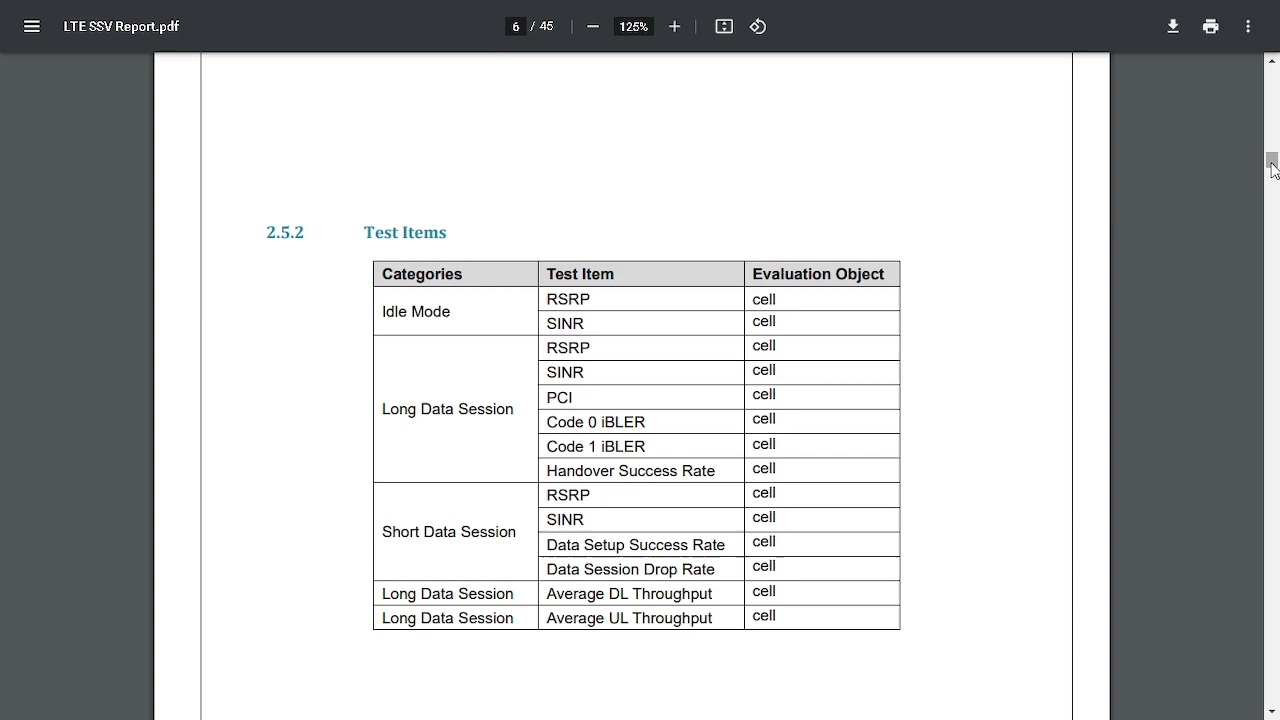 LTE SSV Report.pdf
6 / 45
125%
2.5.2 Test Items
Categories Test Item Evaluation Object
Idle Mode RSRP cell
SINR cell
Long Data Session RSRP cell
SINR cell
PCI cell
Code 0 iBLER cell
Code 1 iBLER cell
Handover Success Rate cell
Short Data Session RSRP cell
SINR cell
Data Setup Success Rate cell
Data Session Drop Rate cell
Long Data Session Average DL Throughput cell
Long Data Session Average UL Throughput cell